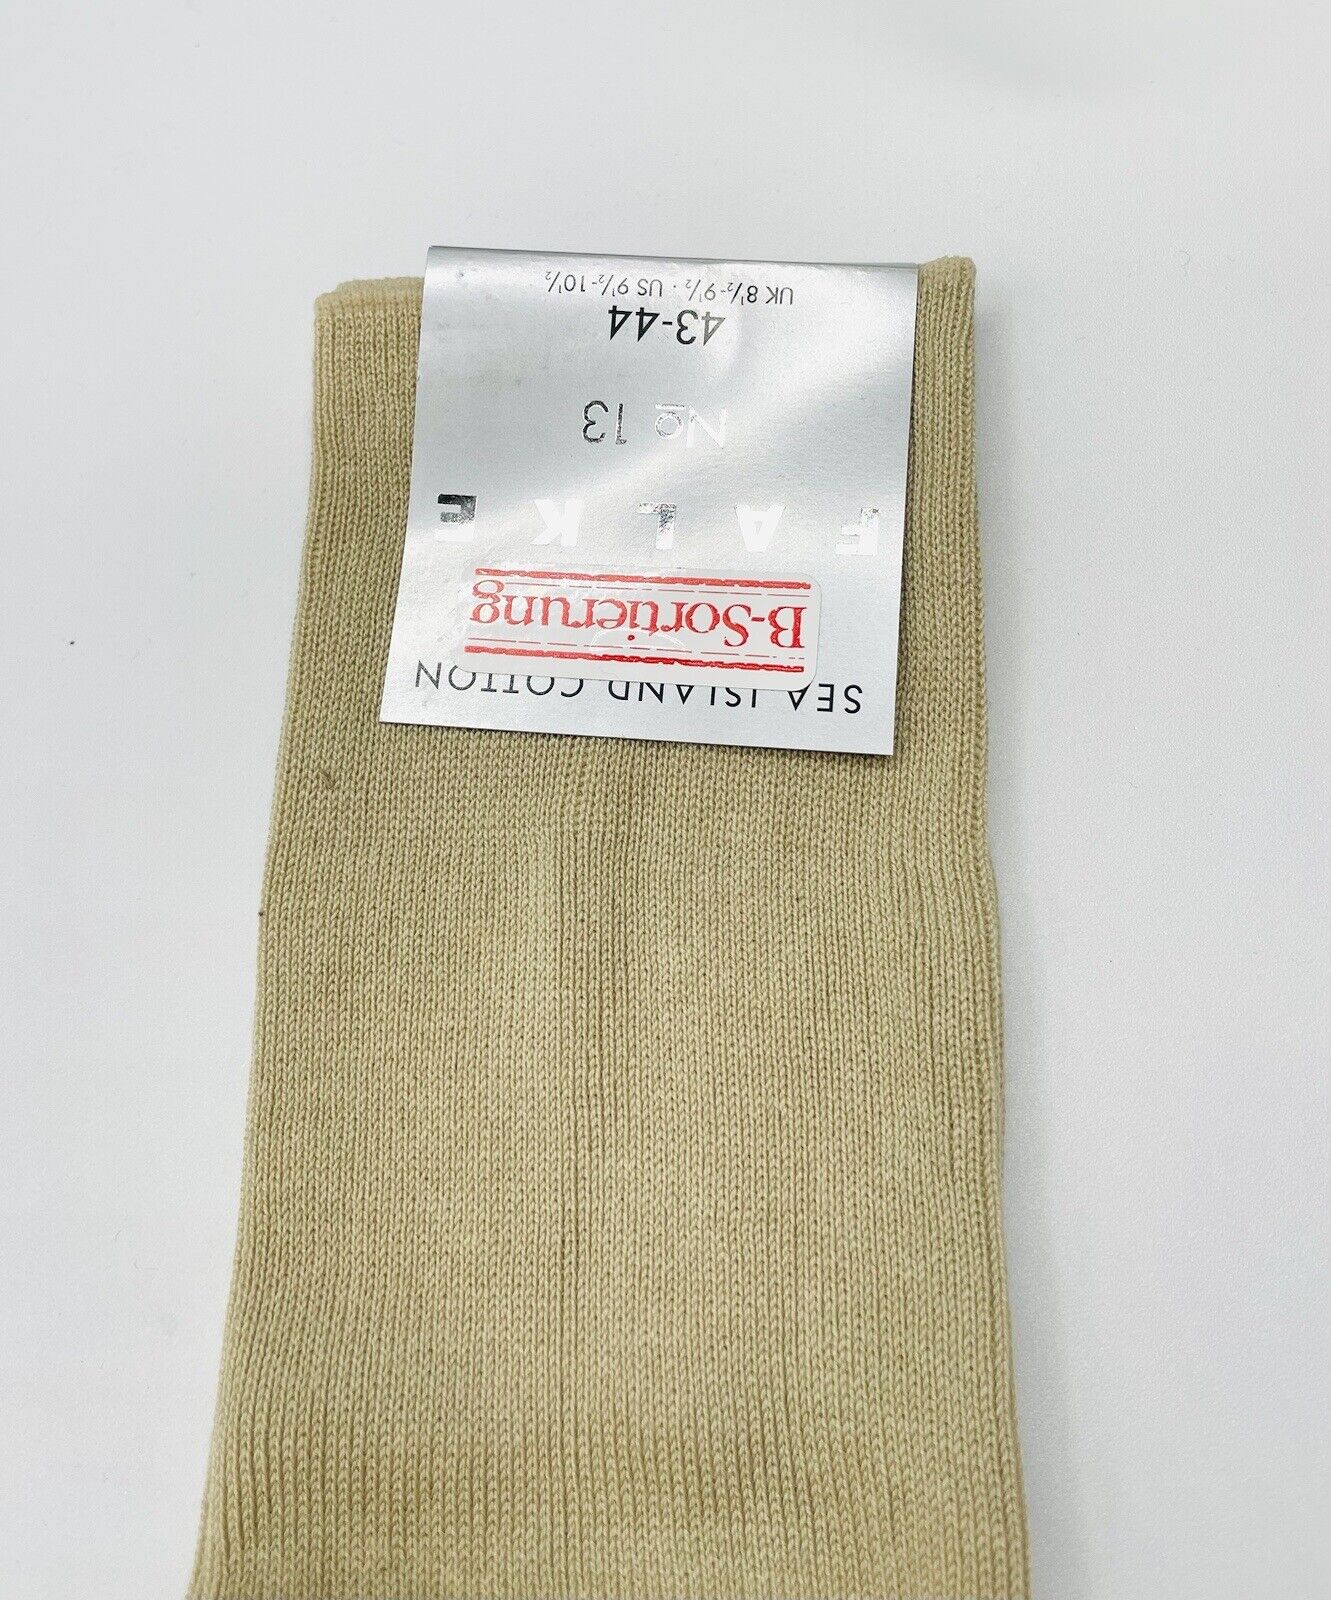 SEA ISLAND COTTON
B-Sortierung
FALKE
No 13
43-44
UK 8½-9½ · US 9½-10½